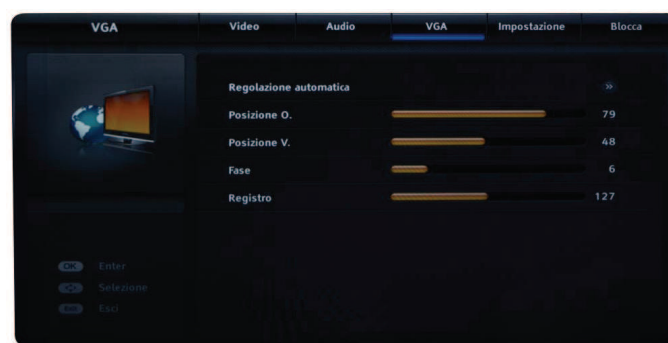 VGA Video Audio VGA Impostazione Blocca
Regolazione automatica »
Posizione O. 79
Posizione V. 48
Fase 6
Registro 127
OK Enter
Selezione
Exit Esci